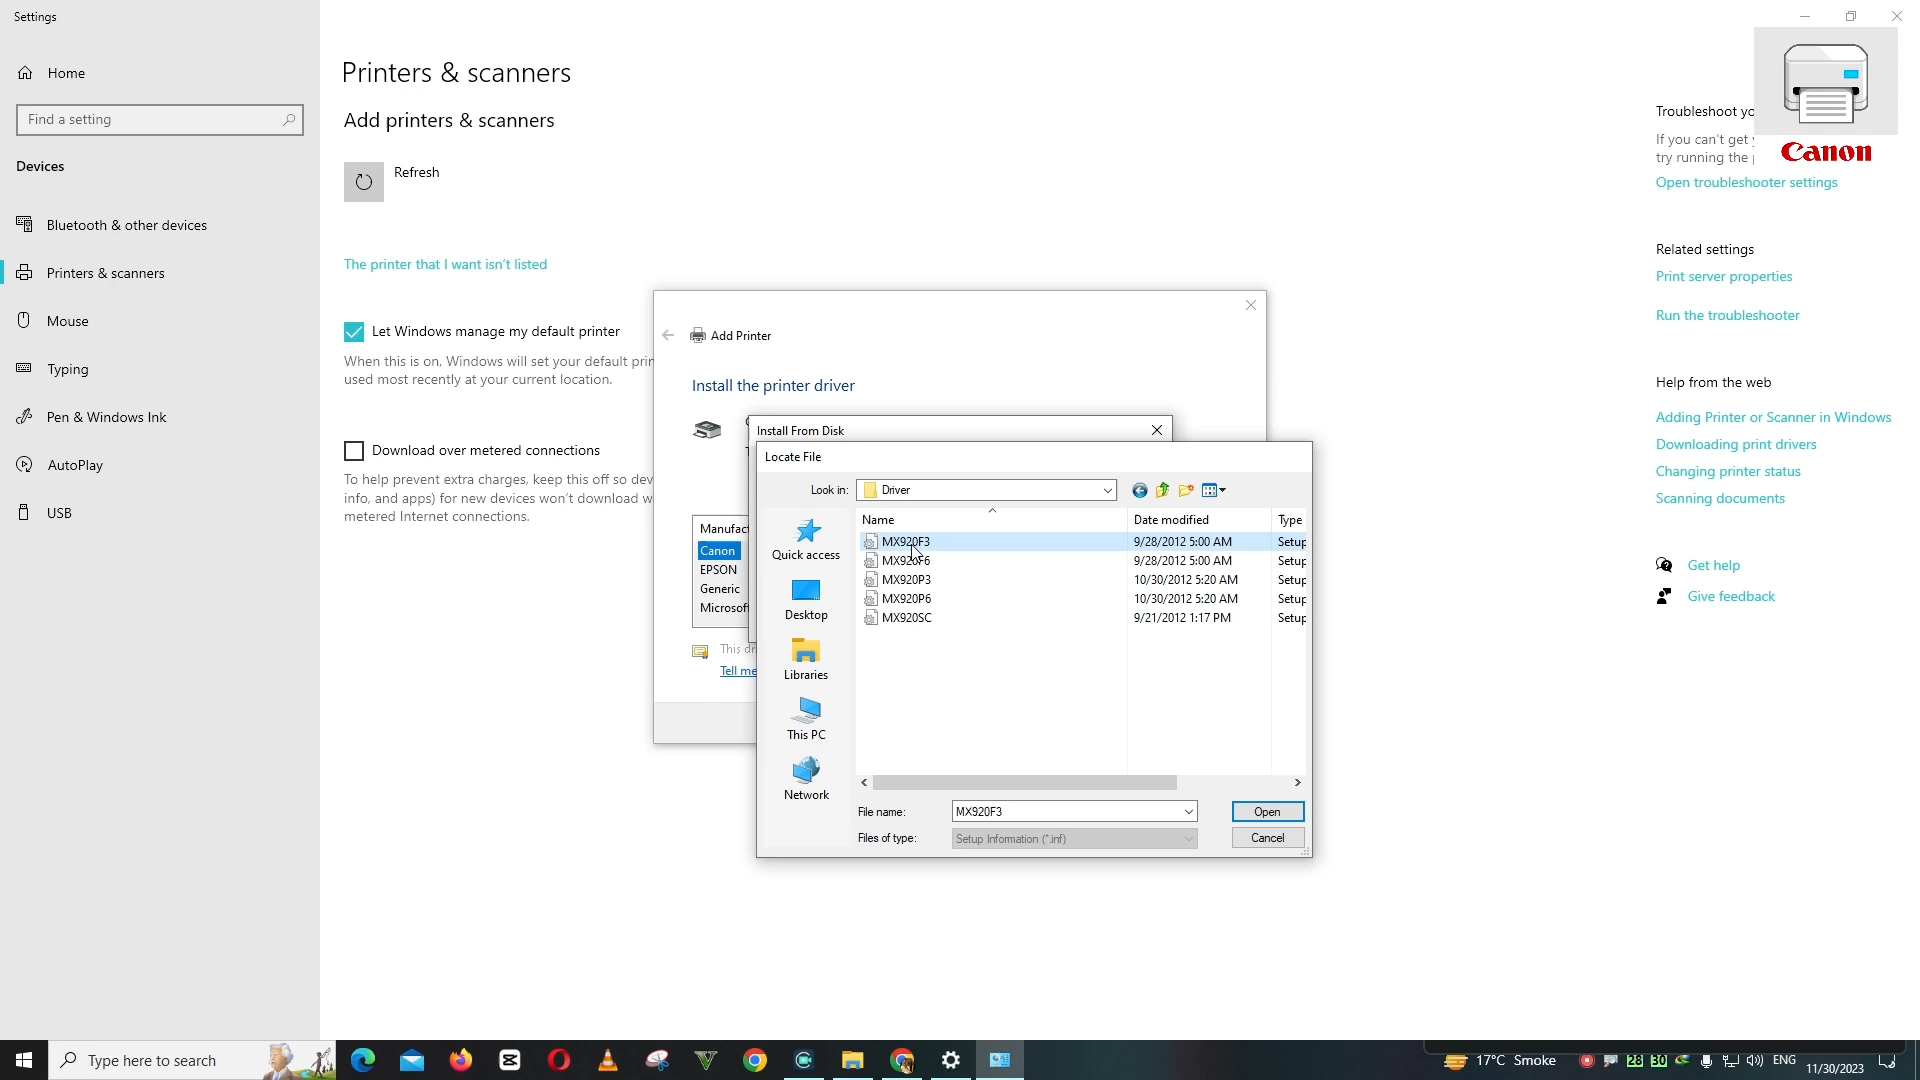 Settings
Home
Find a setting
Devices
Bluetooth & other devices
Printers & scanners
Mouse
Typing
Pen & Windows Ink
AutoPlay
USB
Printers & scanners
Add printers & scanners
Refresh
The printer that I want isn't listed
Let Windows manage my default printer
When this is on, Windows will set your default prin
used most recently at your current location.
Download over metered connections
To help prevent extra charges, keep this off so dev
info, and apps) for new devices won't download w
metered Internet connections.
Add Printer
Install the printer driver
Manufact
Canon
EPSON
Generic
Microsoft
This dr
Tell me
Install From Disk
Locate File
Look in:
Driver
Name
Date modified
Type
MX920F3
9/28/2012 5:00 AM
Setup
MX920F6
9/28/2012 5:00 AM
Setup
MX920P3
10/30/2012 5:20 AM
Setup
MX920P6
10/30/2012 5:20 AM
Setup
MX920SC
9/21/2012 1:17 PM
Setup
Quick access
Desktop
Libraries
This PC
Network
File name:
MX920F3
Open
Files of type:
Setup Information (*.inf)
Cancel
Canon
Troubleshoot yo
If you can't get
try running the
Open troubleshooter settings
Related settings
Print server properties
Run the troubleshooter
Help from the web
Adding Printer or Scanner in Windows
Downloading print drivers
Changing printer status
Scanning documents
Get help
Give feedback
Type here to search
17°C Smoke
28
30
ENG
11/30/2023